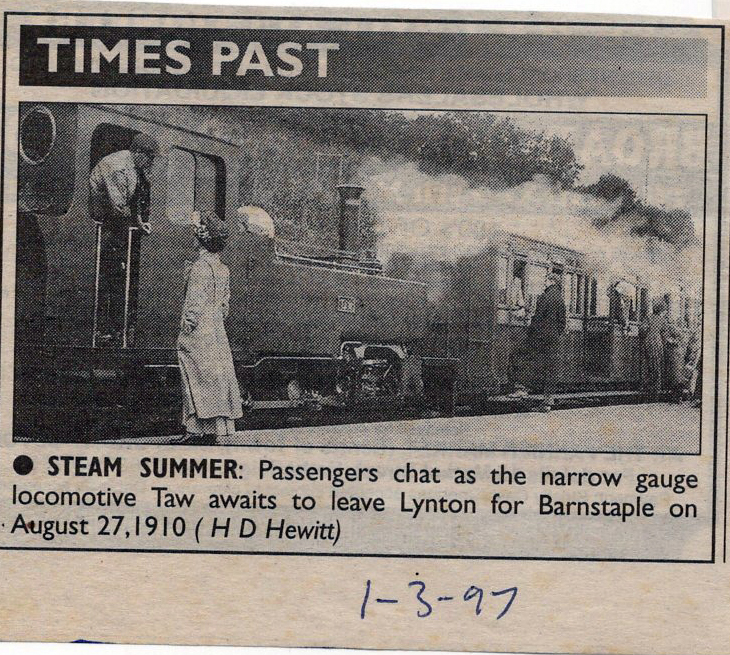 TIMES PAST
● STEAM SUMMER: Passengers chat as the narrow gauge
locomotive Taw awaits to leave Lynton for Barnstaple on
August 27,1910 ( H D Hewitt)
1-3-97